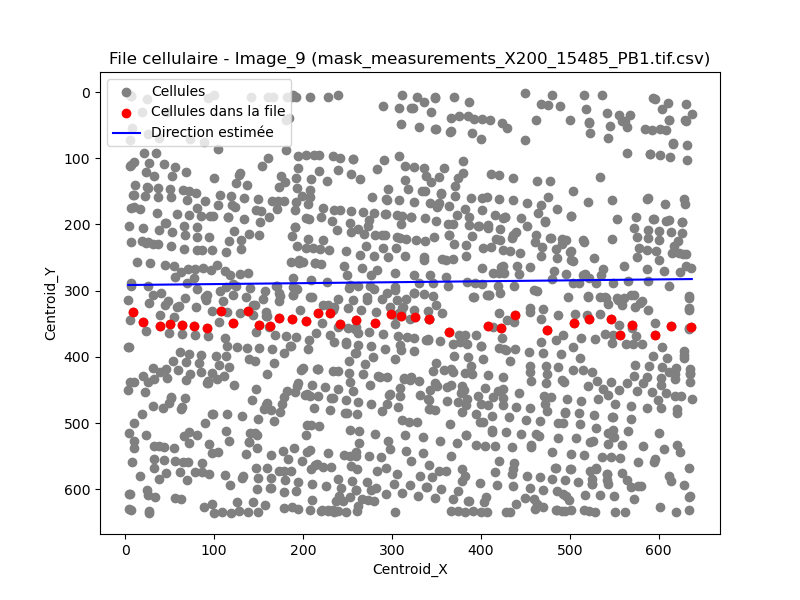 File cellulaire - Image_9 (mask_measurements_X200_15485_PB1.tif.csv)
Cellules
Cellules dans la file
Direction estimée
0
100
200
300
400
500
600
Centroid_Y
0 100 200 300 400 500 600
Centroid_X